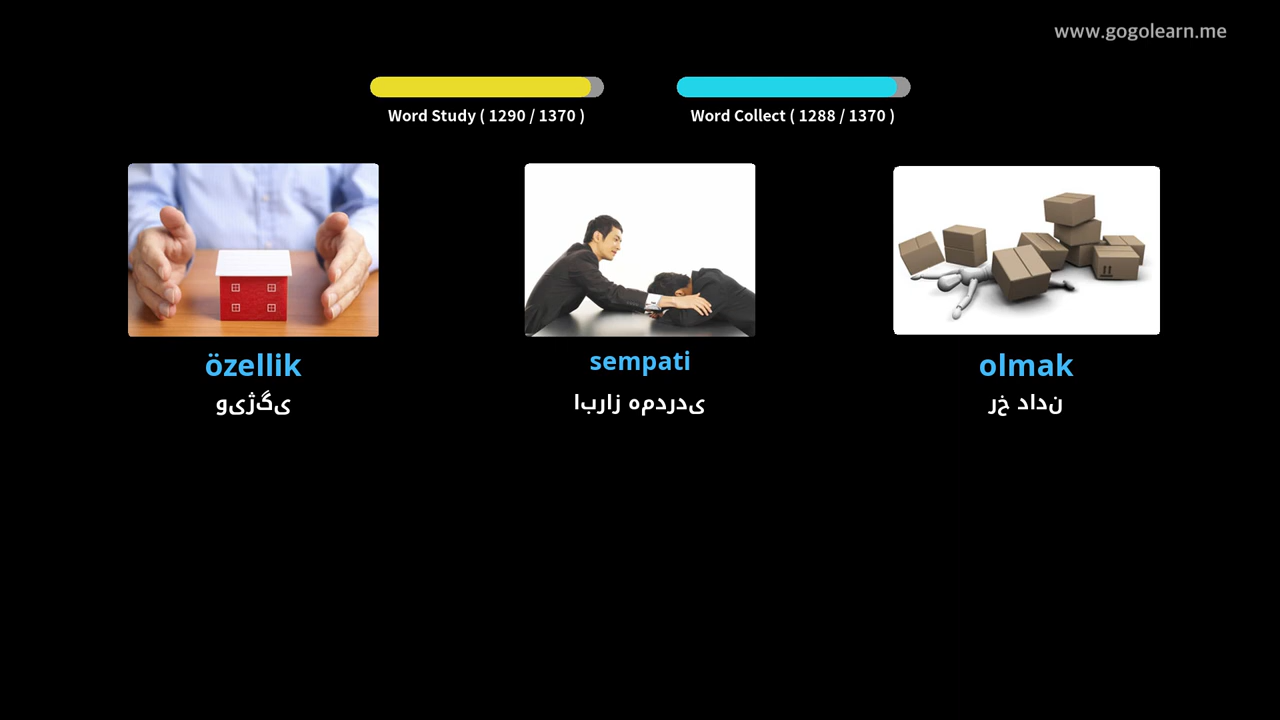 www.gogolearn.me
Word Study ( 1290 / 1370 )
Word Collect ( 1288 / 1370 )
özellik
sempati
olmak
ویژگی
ابراز همدردی
رخ دادن